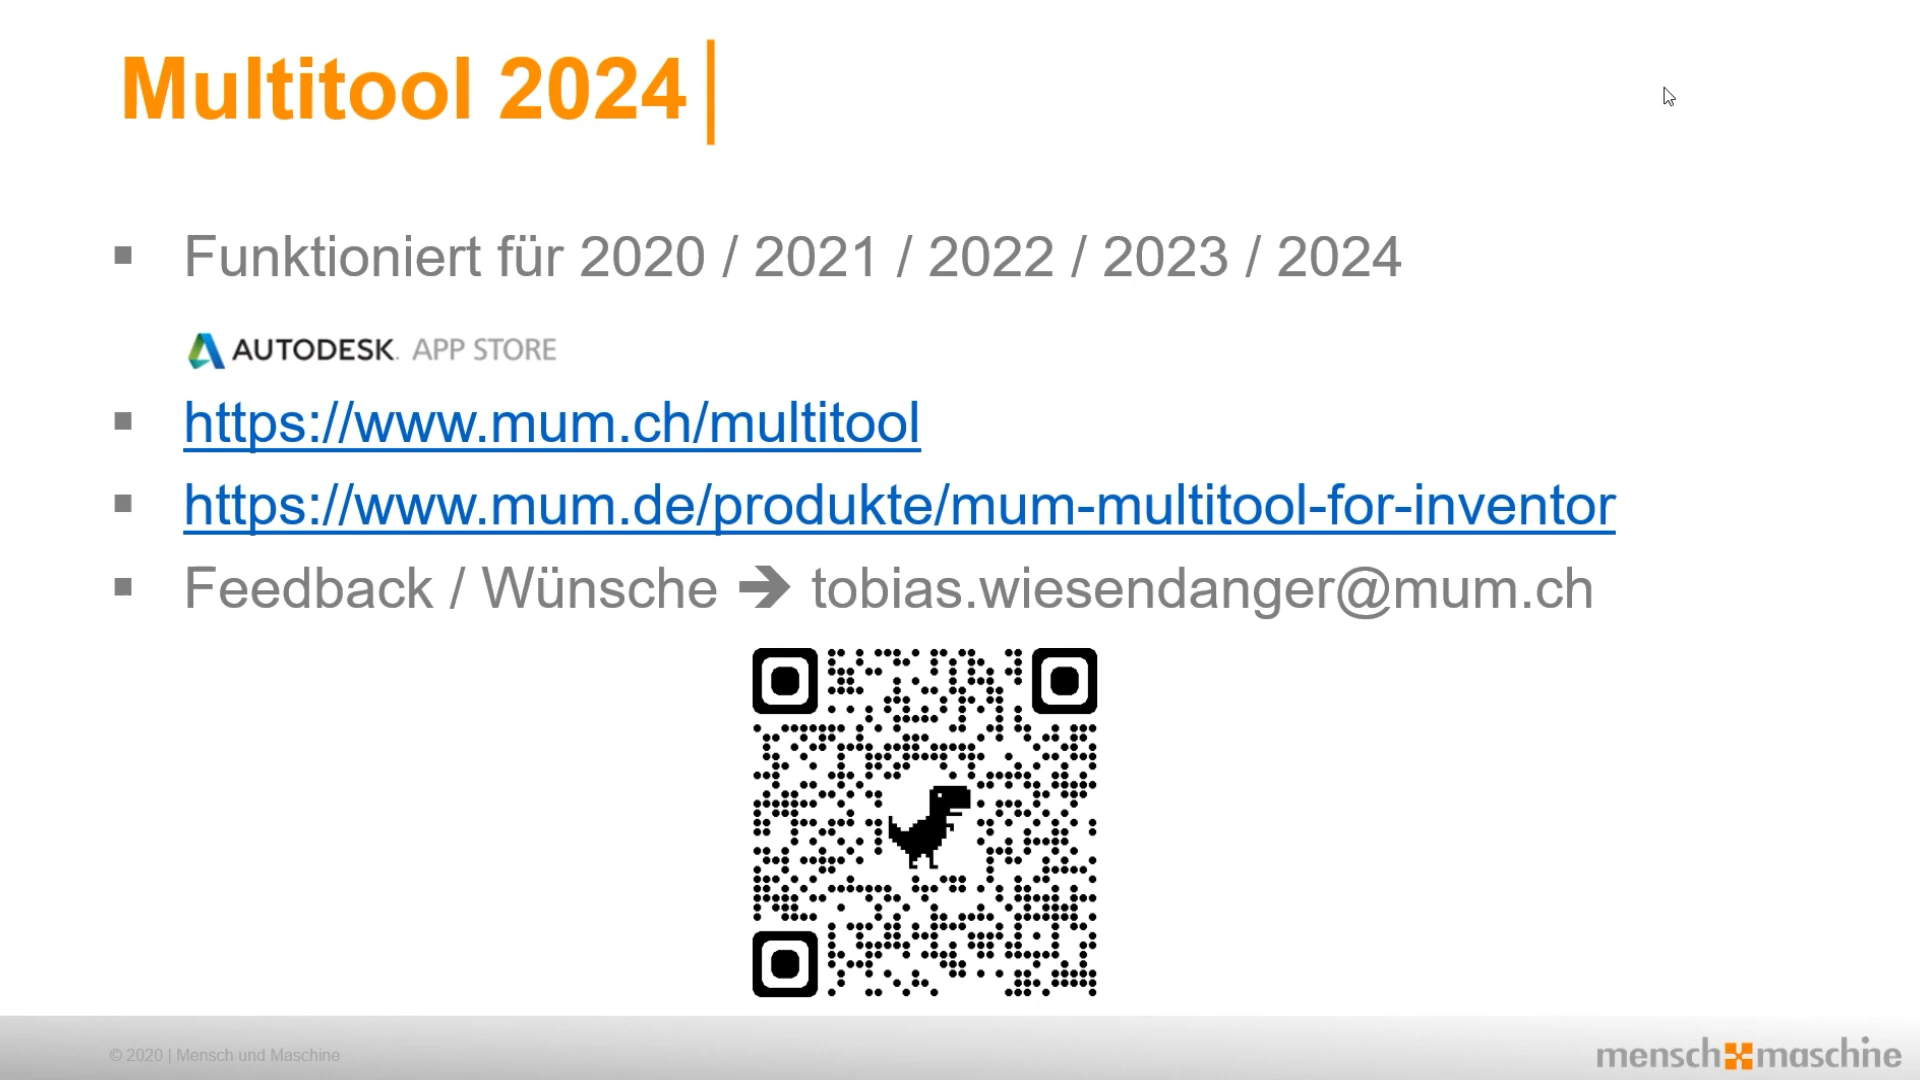 Multitool 2024
Funktioniert für 2020 / 2021 / 2022 / 2023 / 2024
AUTODESK. APP STORE
https://www.mum.ch/multitool
https://www.mum.de/produkte/mum-multitool-for-inventor
Feedback / Wünsche ➔ tobias.wiesendanger@mum.ch
© 2020 | Mensch und Maschine
mensch maschine